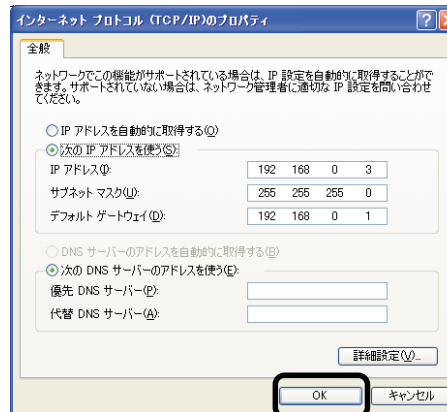 インターネット プロトコル (TCP/IP)のプロパティ
全般
ネットワークでこの機能がサポートされている場合は、IP 設定を自動的に取得することがで
きます。サポートされていない場合は、ネットワーク管理者に適切な IP 設定を問い合わせ
てください。
IP アドレスを自動的に取得する(O)
次の IP アドレスを使う(S):
IP アドレス(I): 192 168 0 3
サブネット マスク(U): 255 255 255 0
デフォルト ゲートウェイ(D): 192 168 0 1
DNS サーバーのアドレスを自動的に取得する(B)
次の DNS サーバーのアドレスを使う(E):
優先 DNS サーバー(P):
代替 DNS サーバー(A):
詳細設定(V)...
OK キャンセル